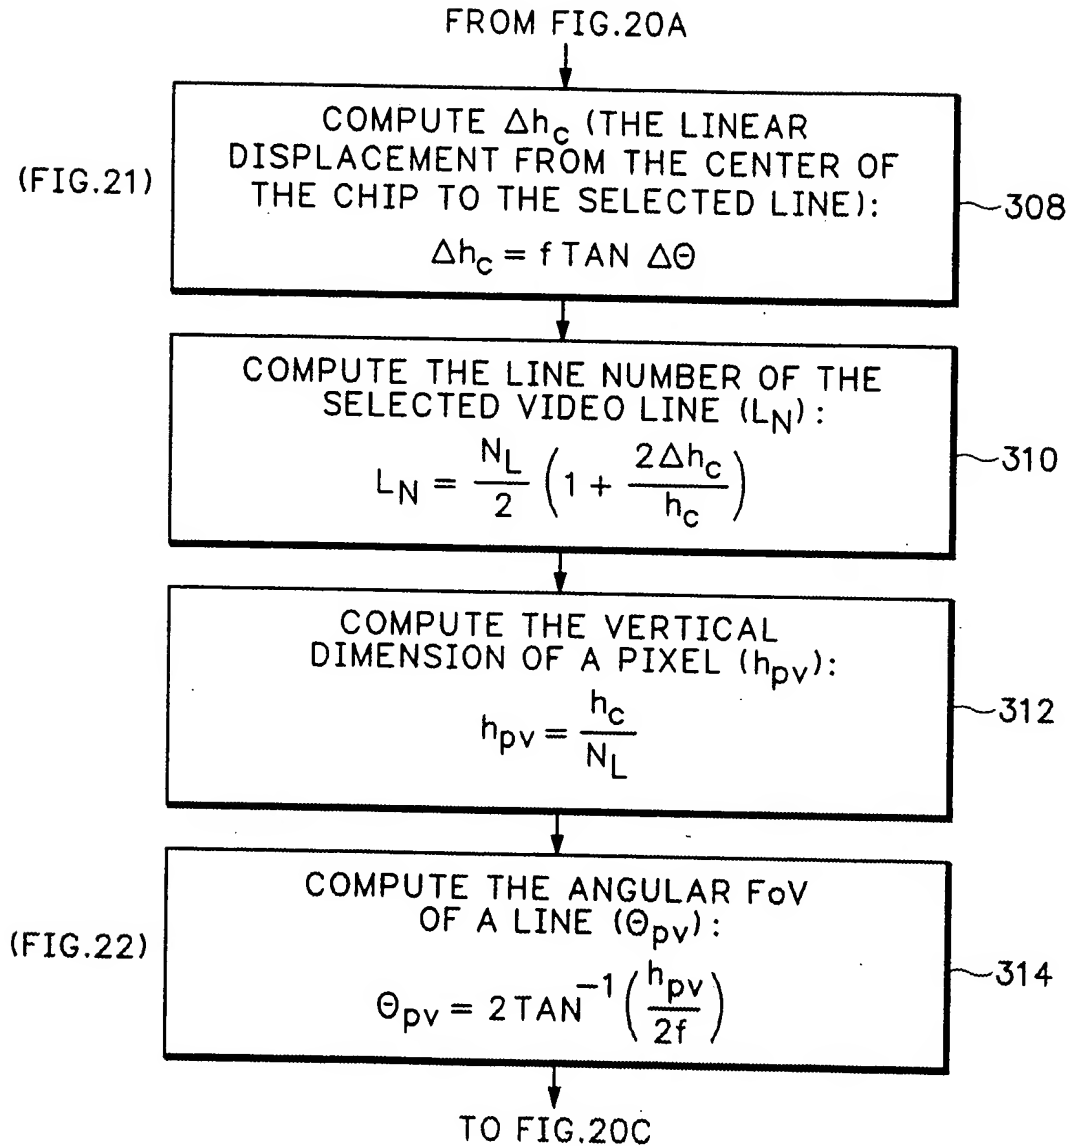 FROM FIG.20A
COMPUTE Δh_c (THE LINEAR
DISPLACEMENT FROM THE CENTER OF
THE CHIP TO THE SELECTED LINE):
Δh_c = f TAN ΔΘ
(FIG.21)
308
COMPUTE THE LINE NUMBER OF THE
SELECTED VIDEO LINE (L_N):
L_N = N_L/2 (1 + 2Δh_c/h_c)
310
COMPUTE THE VERTICAL
DIMENSION OF A PIXEL (h_pv):
h_pv = h_c/N_L
312
COMPUTE THE ANGULAR FoV
OF A LINE (Θ_pv):
Θ_pv = 2 TAN^-1 (h_pv/2f)
(FIG.22)
314
TO FIG.20C